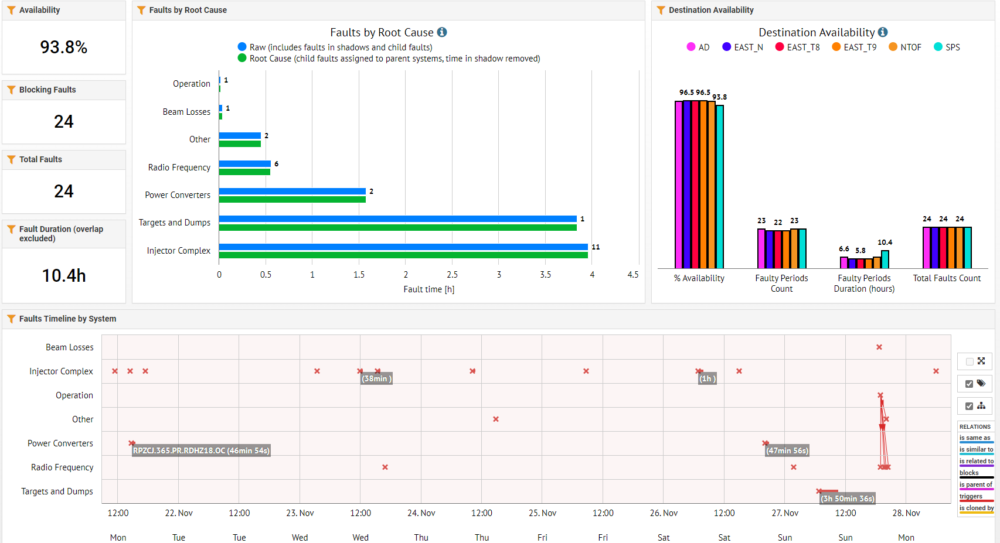 Availability
93.8%
Blocking Faults
24
Total Faults
24
Fault Duration (overlap
excluded)
10.4h
Faults by Root Cause
Faults by Root Cause
Raw (includes faults in shadows and child faults)
Root Cause (child faults assigned to parent systems, time in shadow removed)
Operation 1
Beam Losses 1
Other 2
Radio Frequency 6
Power Converters 2
Targets and Dumps 1
Injector Complex 11
0 0.5 1 1.5 2 2.5 3 3.5 4 4.5
Fault time [h]
Destination Availability
Destination Availability
AD EAST_N EAST_T8 EAST_T9 NTOF SPS
96.5 96.5 93.8
23 22 23
6.6 5.8 10.4
24 24 24
% Availability
Faulty Periods
Count
Faulty Periods
Duration (hours)
Total Faults Count
Faults Timeline by System
Beam Losses
Injector Complex
(38min )
(1h )
Operation
Other
Power Converters
RPZCJ.365.PR.RDHZ18.OC (46min 54s)
(47min 56s)
Radio Frequency
Targets and Dumps
(3h 50min 36s)
12:00 22. Nov 12:00 23. Nov 12:00 24. Nov 12:00 25. Nov 12:00 26. Nov 12:00 27. Nov 12:00 28. Nov
Mon Tue Tue Wed Wed Thu Thu Fri Fri Sat Sat Sun Sun Mon
RELATIONS
is same as
is similar to
is related to
blocks
is parent of
triggers
is cloned by